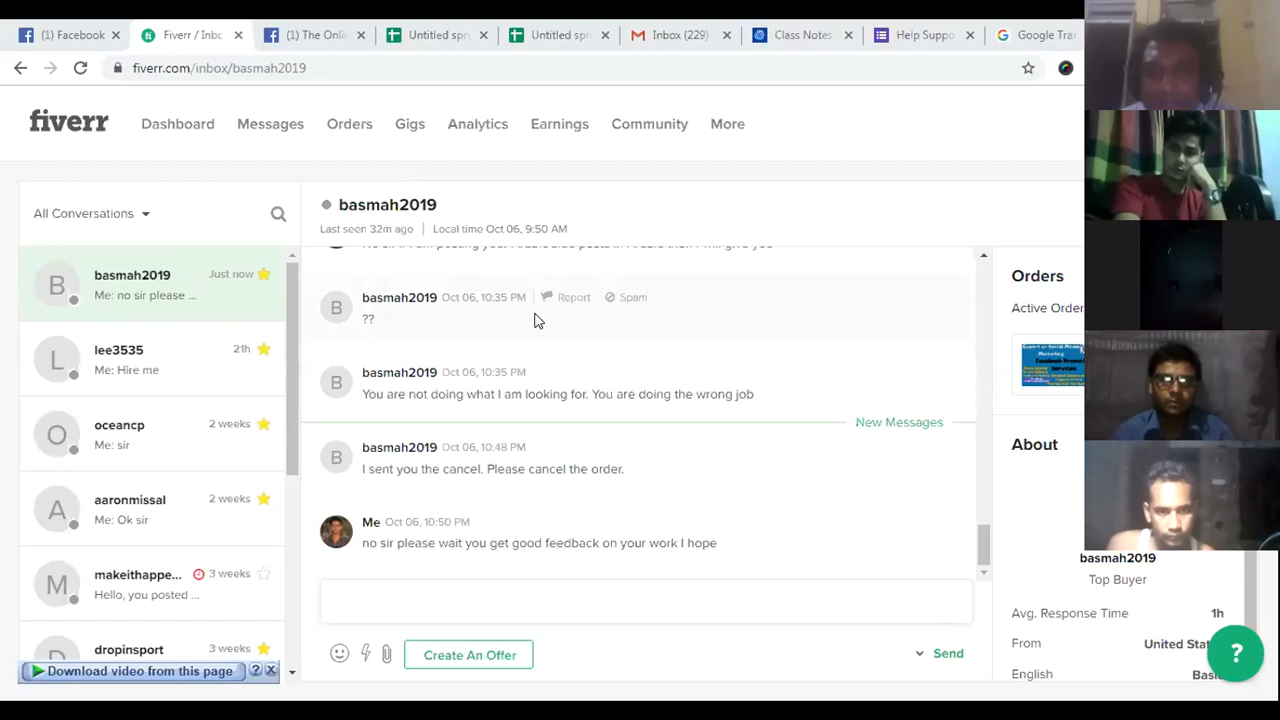 (1) Facebook
Fiverr / Inbo
(1) The Onli
Untitled spr
Untitled spr
Inbox (229)
Class Notes
Help Suppo
Google Tra
fiverr.com/inbox/basmah2019
fiverr
Dashboard
Messages
Orders
Gigs
Analytics
Earnings
Community
More
All Conversations
basmah2019
Just now
Me: no sir please ...
lee3535
21h
Me: Hire me
oceancp
2 weeks
Me: sir
aaronmissal
2 weeks
Me: Ok sir
makeithappe...
3 weeks
Hello, you posted ...
dropinsport
3 weeks
Download video from this page
?
basmah2019
Last seen 32m ago
Local time Oct 06, 9:50 AM
basmah2019 Oct 06, 10:35 PM
Report
Spam
??
basmah2019 Oct 06, 10:35 PM
You are not doing what I am looking for. You are doing the wrong job
New Messages
basmah2019 Oct 06, 10:48 PM
I sent you the cancel. Please cancel the order.
Me Oct 06, 10:50 PM
no sir please wait you get good feedback on your work I hope
Create An Offer
Send
Orders
Active Order
About
basmah2019
Top Buyer
Avg. Response Time
1h
From
United Stat
English
Basi
?
B
L
O
A
M
D
B
B
B